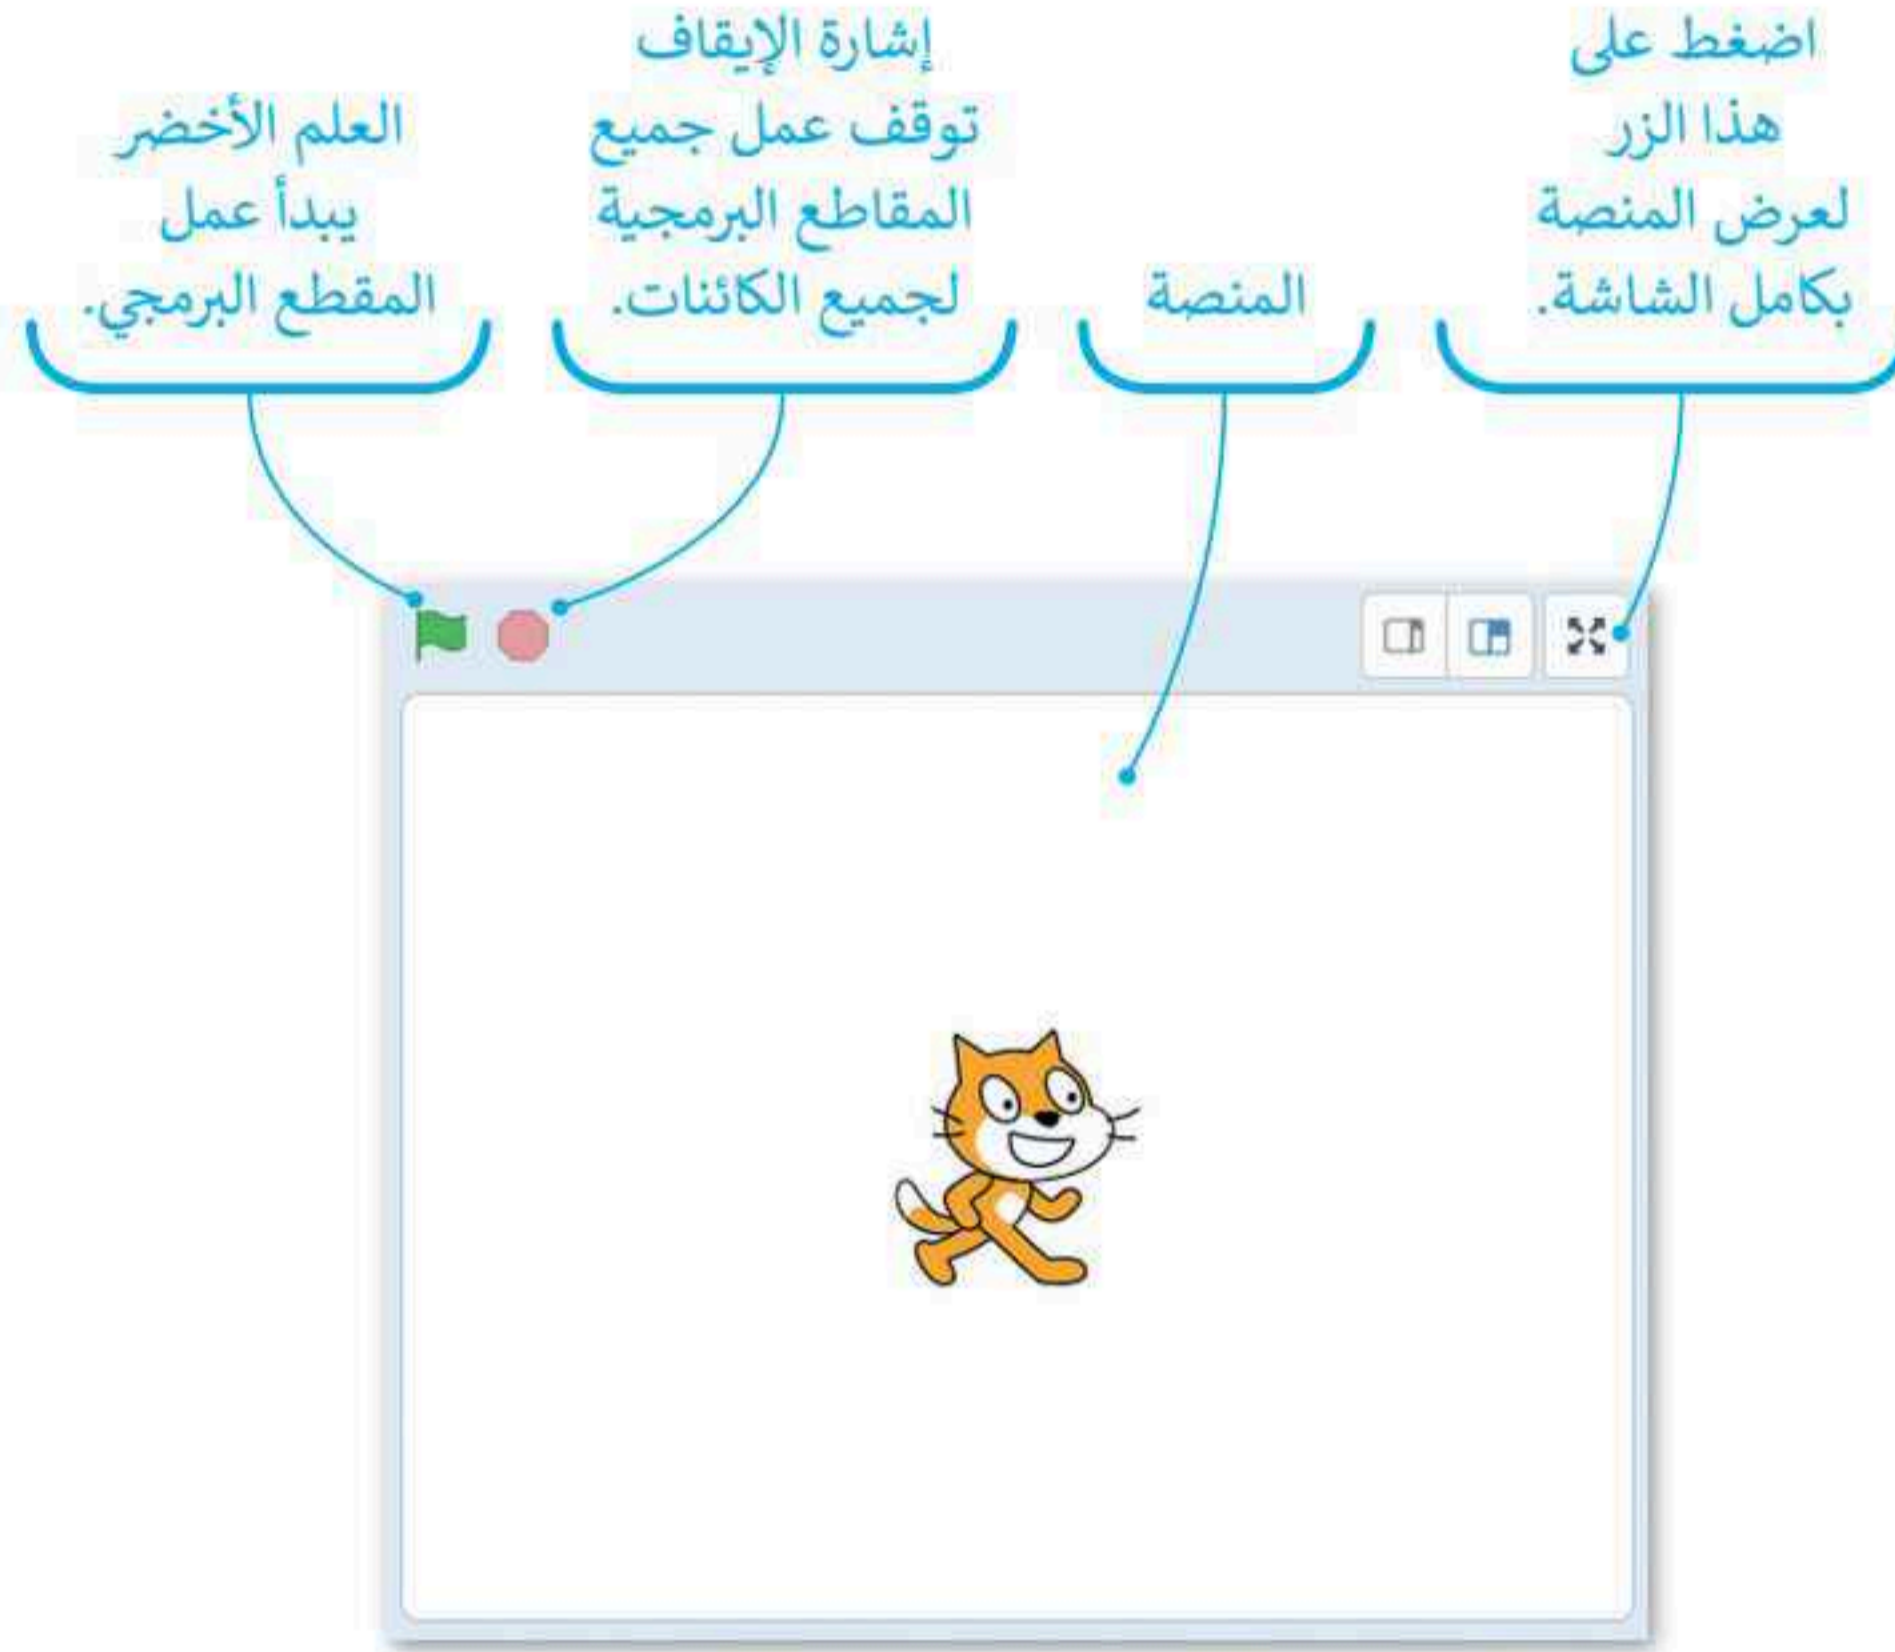 اضغط على
هذا الزر
لعرض المنصة
بكامل الشاشة.
المنصة
إشارة الإيقاف
توقف عمل جميع
المقاطع البرمجية
لجميع الكائنات.
العلم الأخضر
يبدأ عمل
المقطع البرمجي.